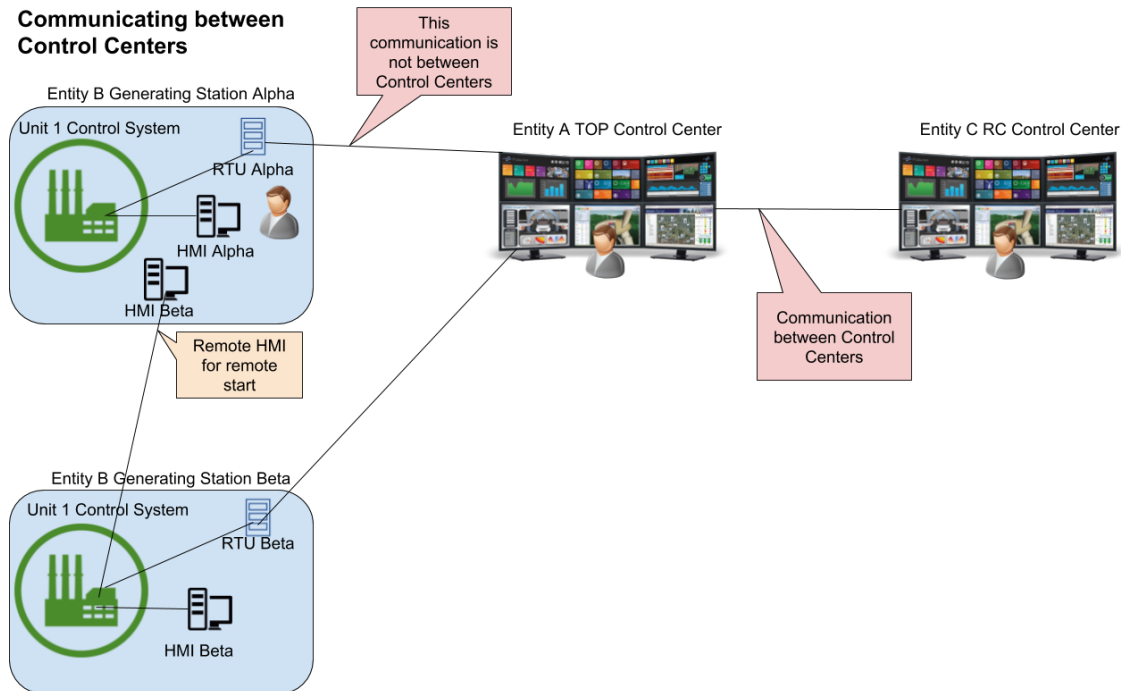 Communicating between
Control Centers
This
communication is
not between
Control Centers
Entity B Generating Station Alpha
Unit 1 Control System
RTU Alpha
HMI Alpha
HMI Beta
Remote HMI
for remote
start
Entity A TOP Control Center
Entity C RC Control Center
Communication
between Control
Centers
Entity B Generating Station Beta
Unit 1 Control System
RTU Beta
HMI Beta